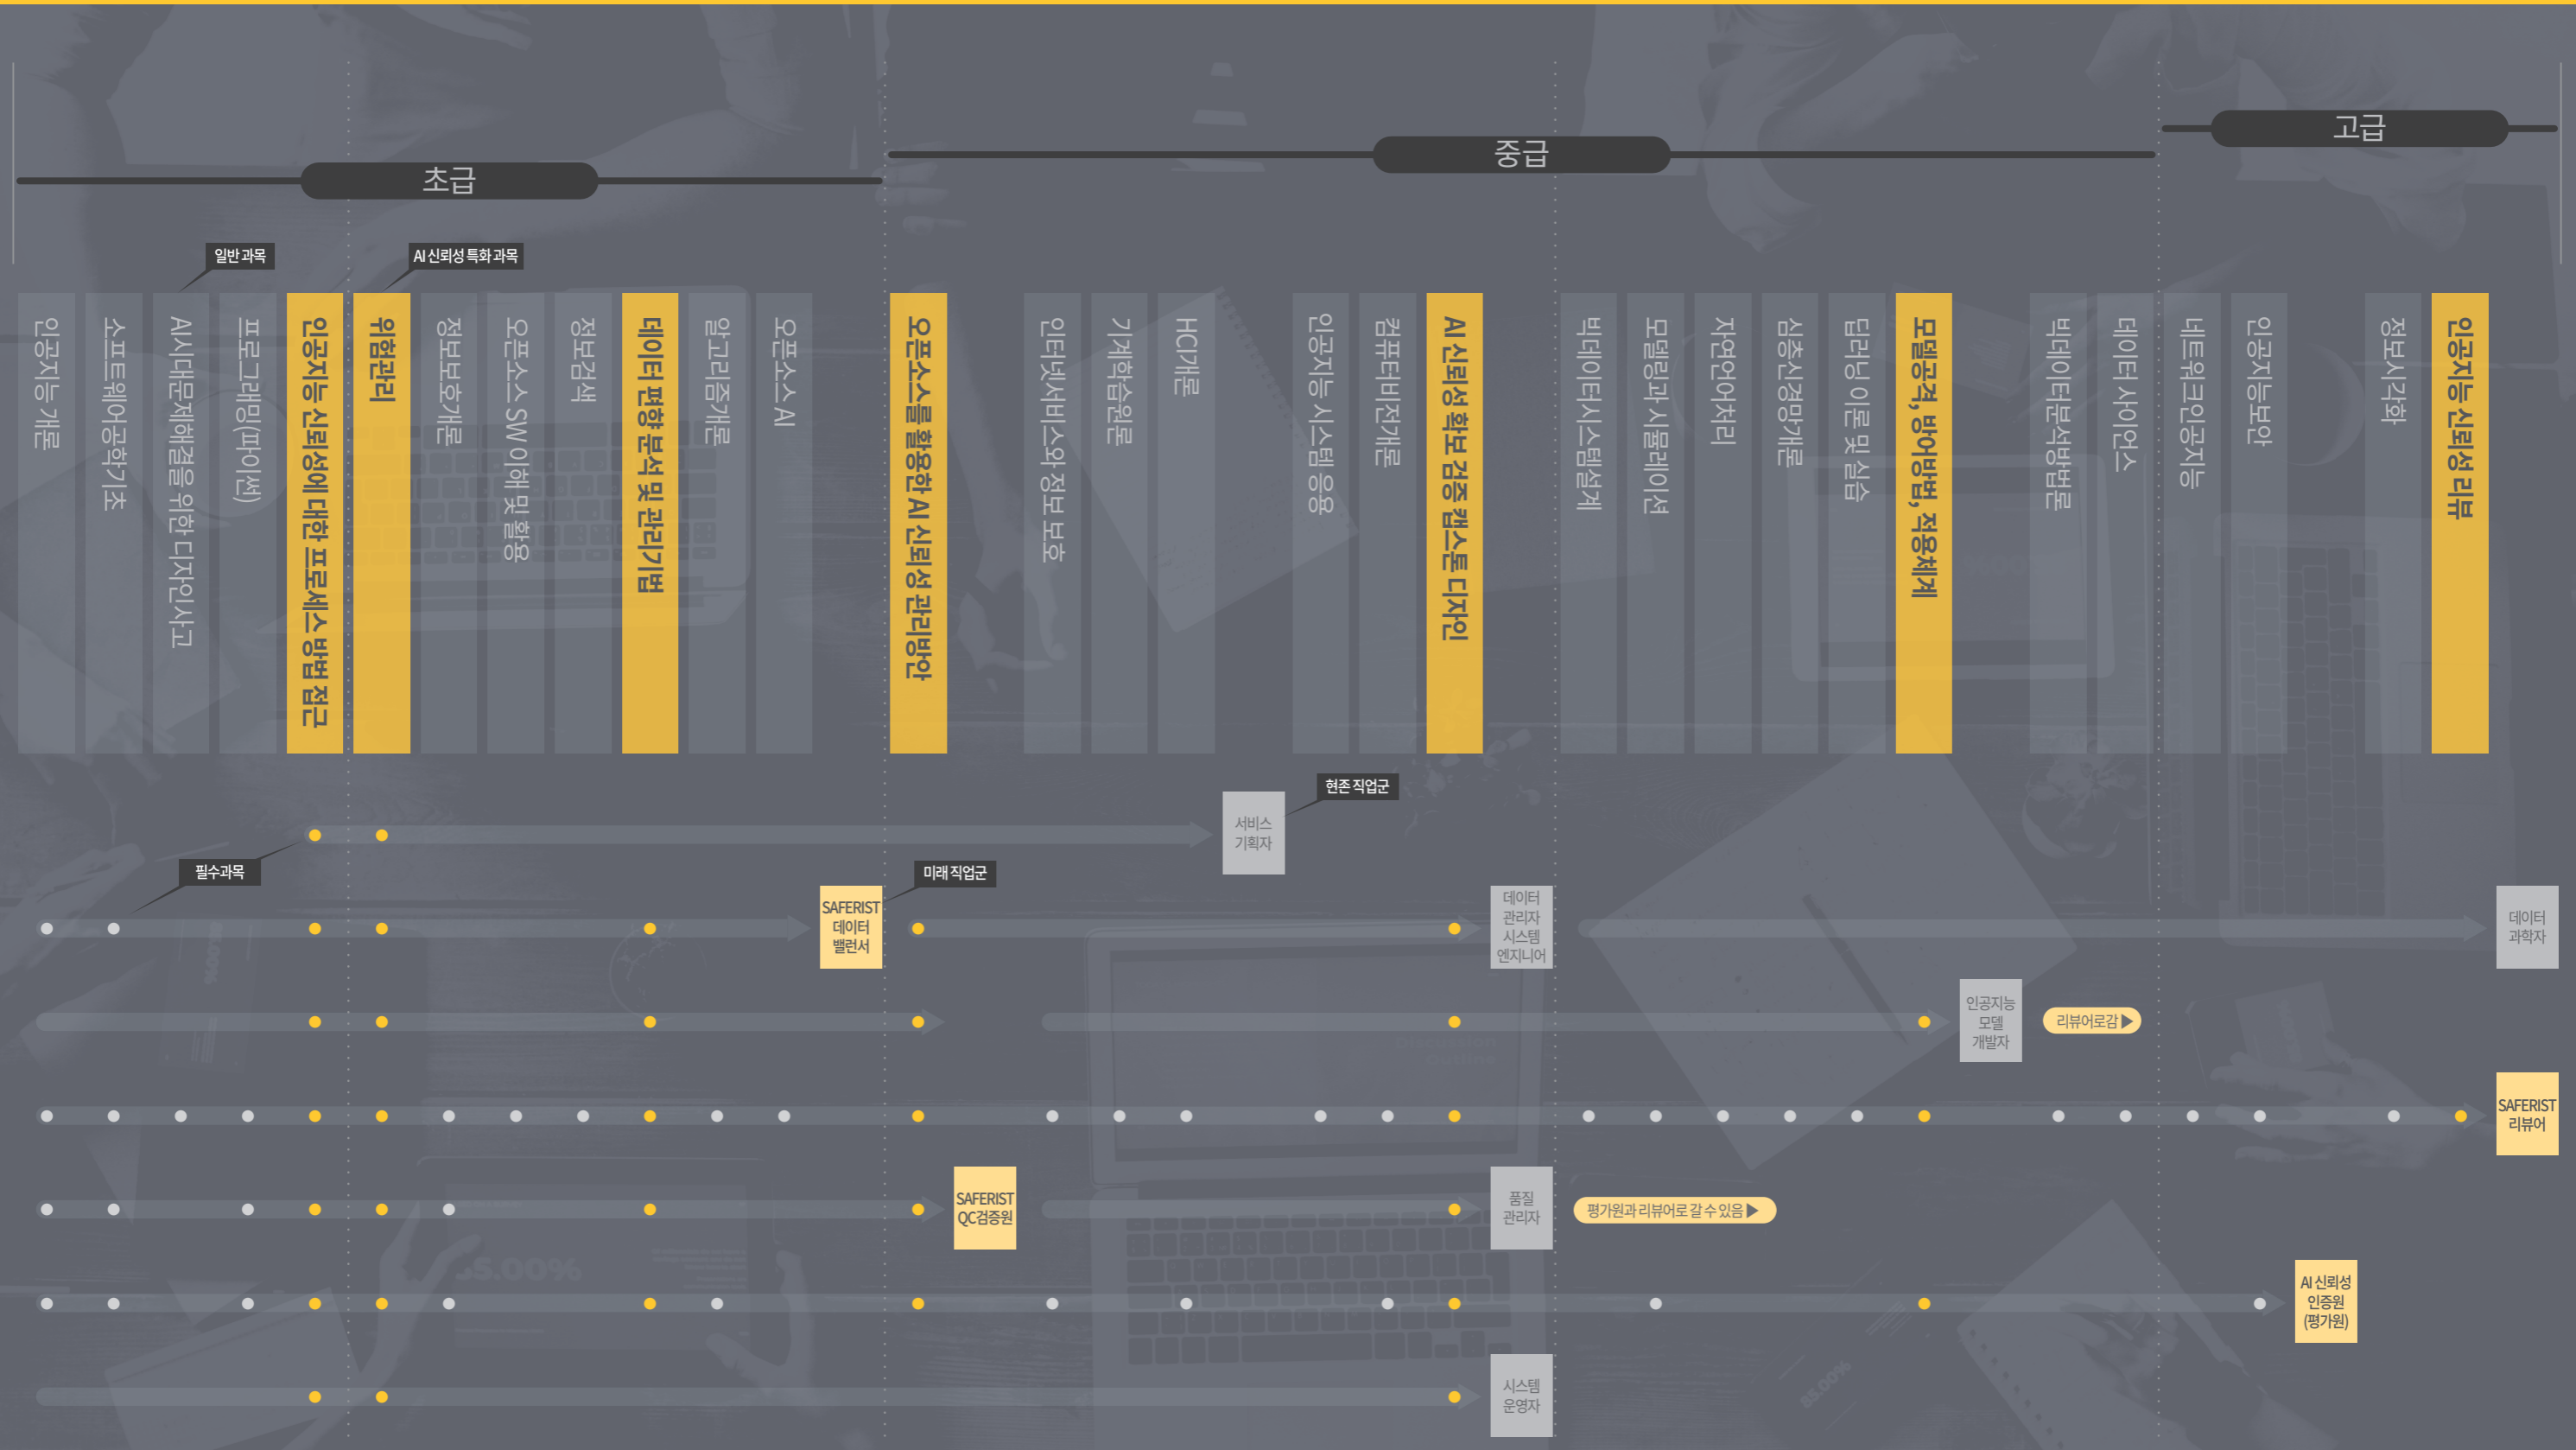 초급
중급
고급
일반 과목
AI 신뢰성 특화 과목
인공지능 개론
소프트웨어공학기초
AI시대문제해결을 위한 디자인사고
프로그래밍(파이썬)
인공지능 신뢰성에 대한 프로세스 방법 접근
위험관리
정보보호개론
오픈소스 SW 이해 및 활용
정보검색
데이터 편향 분석 및 관리기법
알고리즘개론
오픈소스 AI
오픈소스를 활용한 AI 신뢰성 관리방안
인터넷서비스와 정보 보호
기계학습원론
HCI개론
인공지능 시스템 응용
컴퓨터비전개론
AI 신뢰성 확보 검증 캡스톤 디자인
빅데이터시스템설계
모델링과 시뮬레이션
자연언어처리
심층신경망개론
딥러닝 이론 및 실습
모델공격, 방어방법, 적용체계
빅데이터분석방법론
데이터 사이언스
네트워크인공지능
인공지능보안
정보시각화
인공지능 신뢰성 리뷰
현존 직업군
서비스
기획자
필수과목
미래 직업군
SAFERIST
데이터
밸런서
데이터
관리자
시스템
엔지니어
데이터
과학자
인공지능
모델
개발자
리뷰어로감 ▶
SAFERIST
리뷰어
SAFERIST
QC검증원
품질
관리자
평가원과 리뷰어로 갈 수 있음 ▶
AI 신뢰성
인증원
(평가원)
시스템
운영자
85.00%